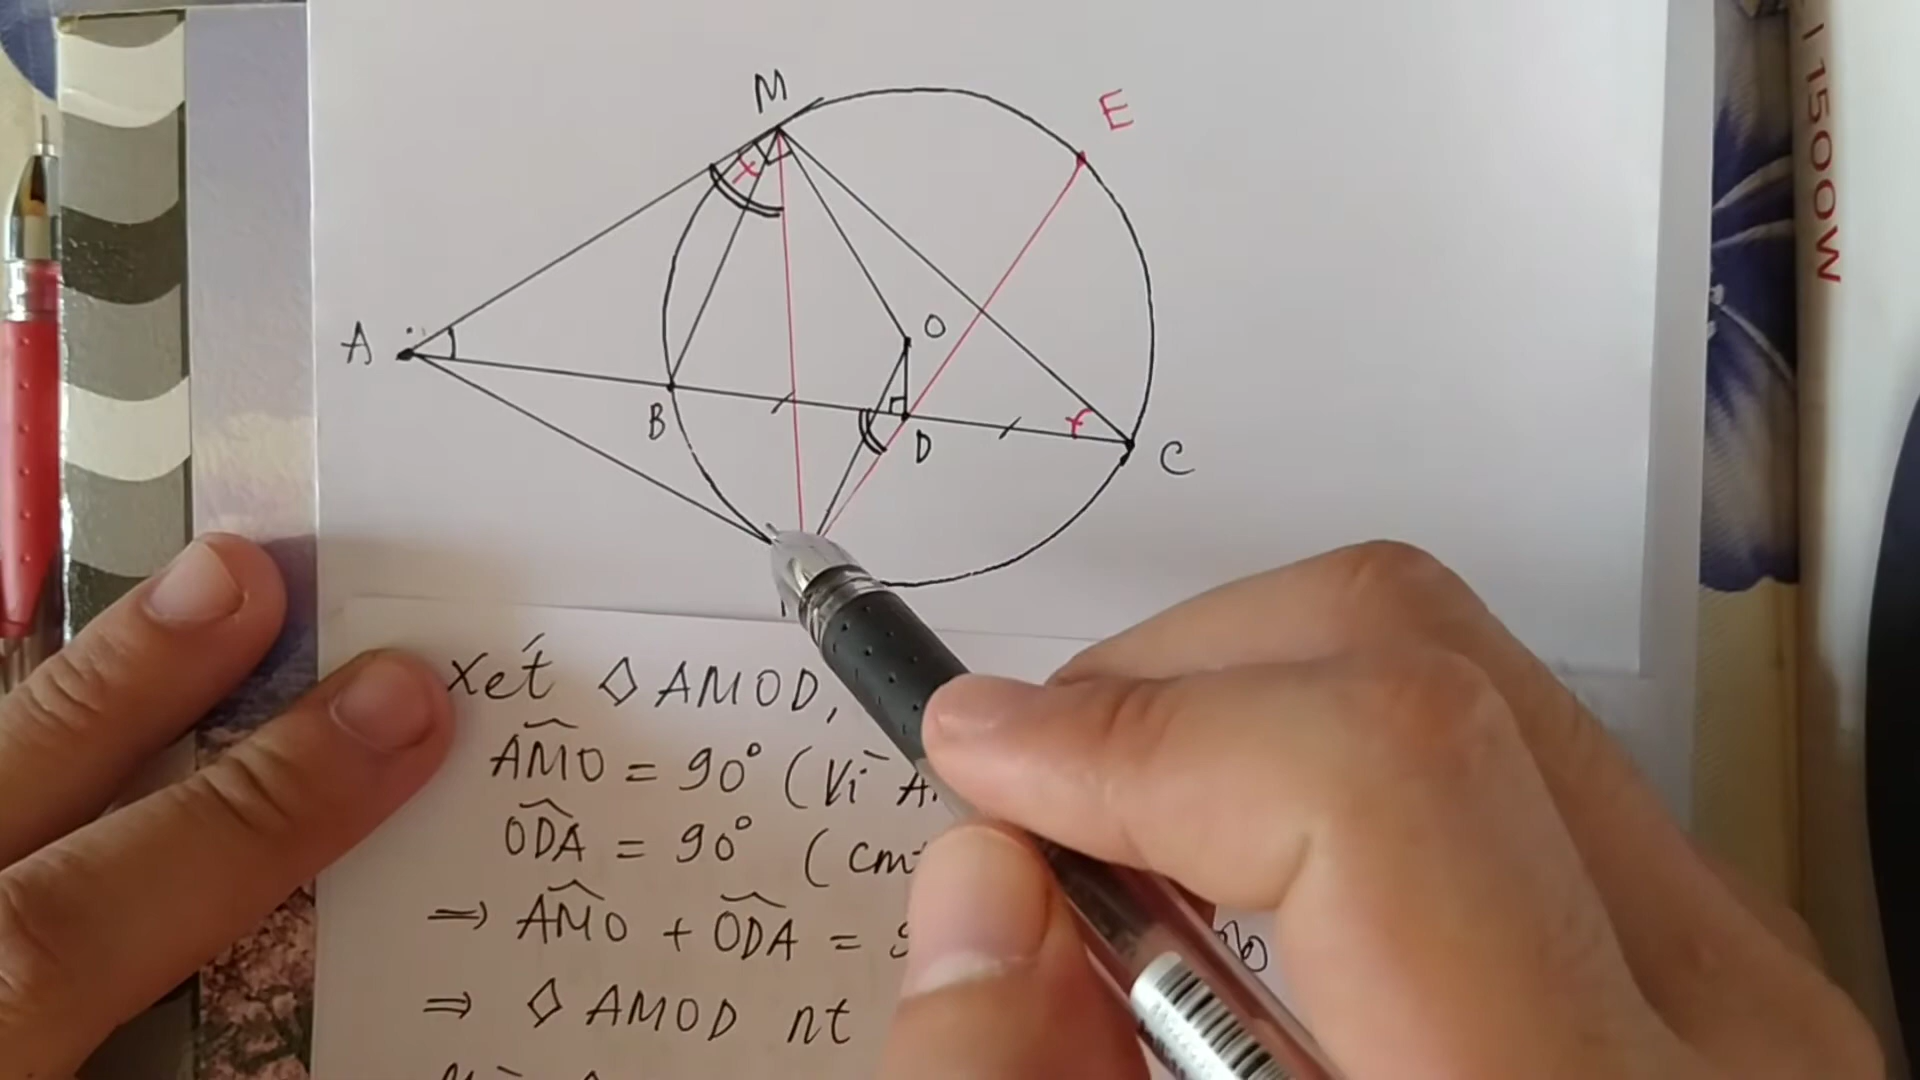 M
E
A
O
B
D
C
Xét ◇ AMOD,
AMO = 90° (Vì
ODA = 90° (cm
=> AMO + ODA =
=> ◇ AMOD nt
1500W